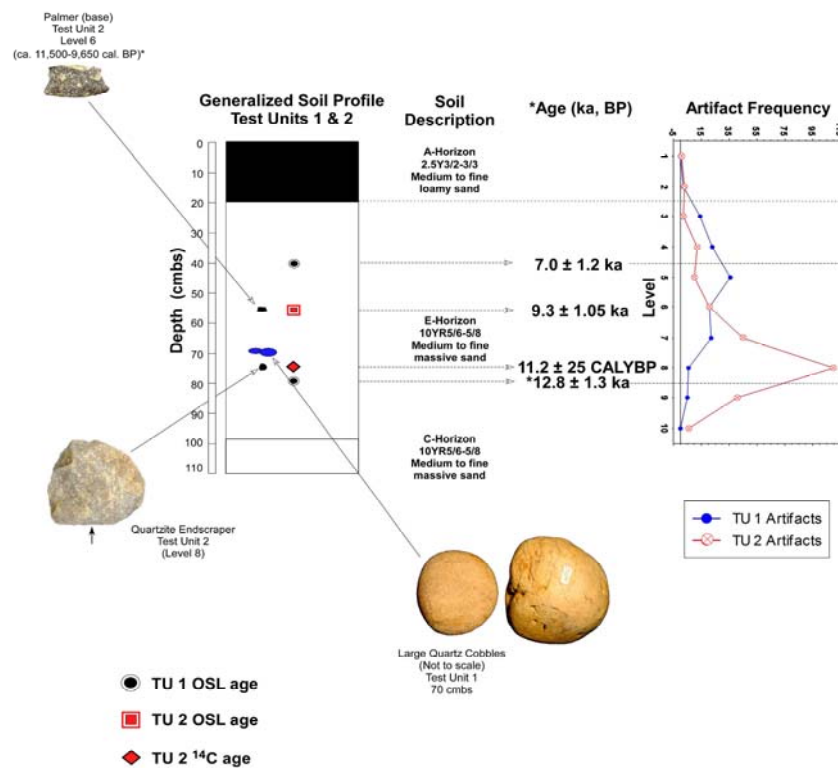 Palmer (base)
Test Unit 2
Level 6
(ca. 11,500-9,650 cal. BP)*
Generalized Soil Profile
Test Units 1 & 2
Soil
Description
*Age (ka, BP)
Artifact Frequency
-5 15 35 55 75 95
Depth (cmbs)
0
10
20
30
40
50
60
70
80
90
100
110
A-Horizon
2.5Y3/2-3/3
Medium to fine
loamy sand
E-Horizon
10YR5/6-5/8
Medium to fine
massive sand
C-Horizon
10YR5/6-5/8
Medium to fine
massive sand
7.0 ± 1.2 ka
9.3 ± 1.05 ka
11.2 ± 25 CALYBP
*12.8 ± 1.3 ka
Level
1
2
3
4
5
6
7
8
9
10
TU 1 Artifacts
TU 2 Artifacts
Quartzite Endscraper
Test Unit 2
(Level 8)
Large Quartz Cobbles
(Not to scale)
Test Unit 1
70 cmbs
TU 1 OSL age
TU 2 OSL age
TU 2 ¹⁴C age